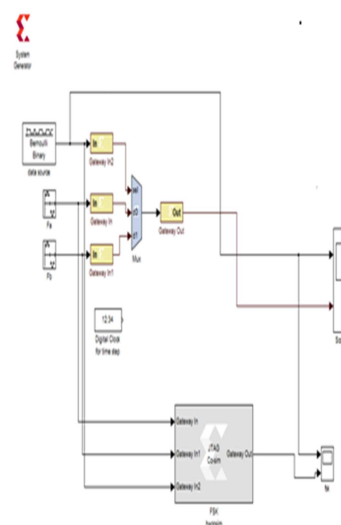 System
Generator
Bernoulli
Binary
data source
In
Gateway In2
sel
In
d0
Gateway In
Fa
In
d1
Gateway In1
Fb
Mux
Out
Gateway Out
12:34
Digital Clock
for time step
Gateway In
JTAG
Co-sim
Gateway In1
Gateway Out
Gateway In2
FSK